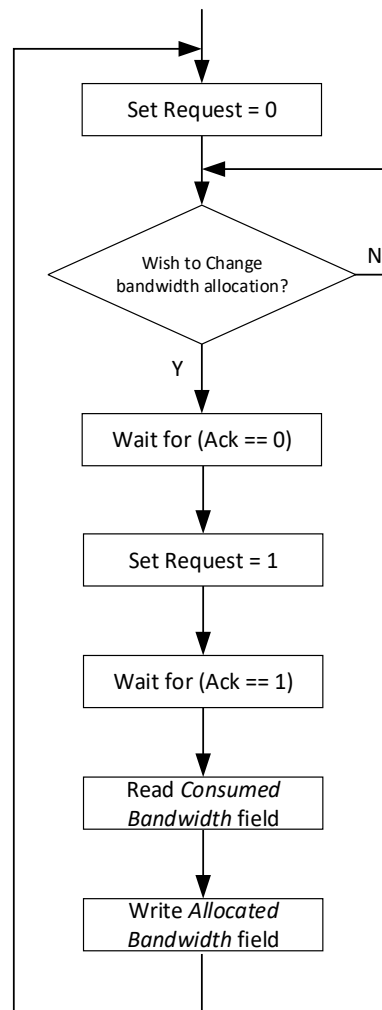 Set Request = 0
Wish to Change
bandwidth allocation?
N
Y
Wait for (Ack == 0)
Set Request = 1
Wait for (Ack == 1)
Read Consumed
Bandwidth field
Write Allocated
Bandwidth field